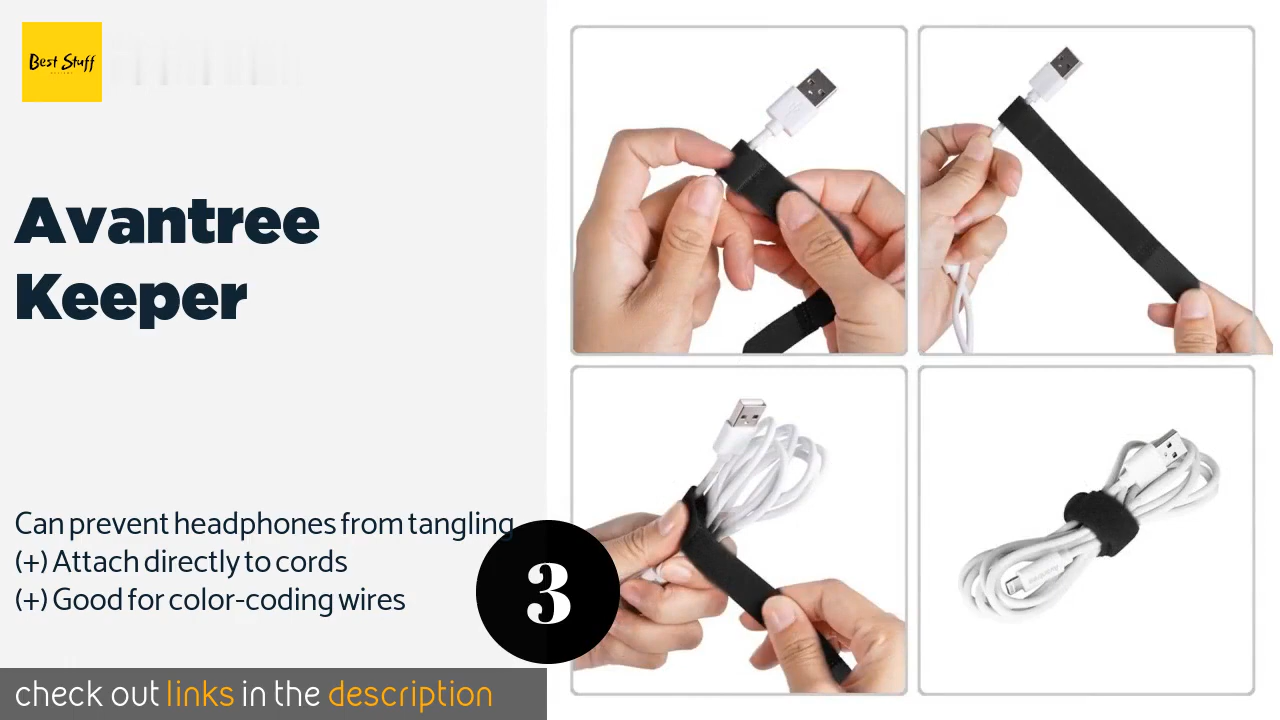 Best Stuff
Avantree
Keeper
Can prevent headphones from tangling
(+) Attach directly to cords
(+) Good for color-coding wires
3
check out links in the description